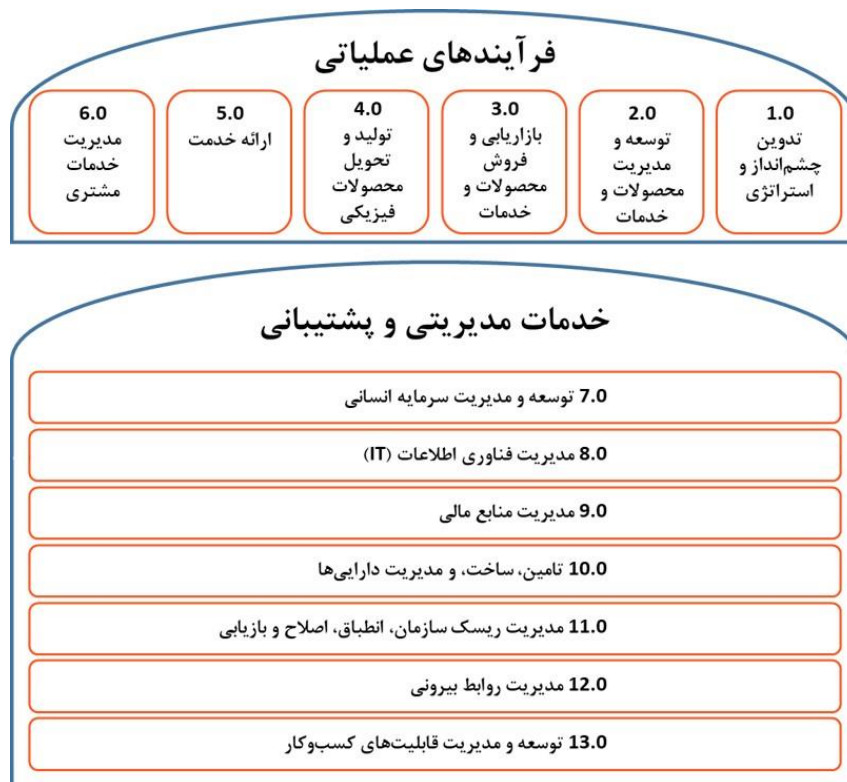 فرآیندهای عملیاتی
1.0
تدوین
چشم‌انداز و
استراتژی
2.0
توسعه و
مدیریت
محصولات و
خدمات
3.0
بازاریابی و
فروش
محصولات و
خدمات
4.0
تولید و
تحویل
محصولات
فیزیکی
5.0
ارائه خدمت
6.0
مدیریت
خدمات
مشتری
خدمات مدیریتی و پشتیبانی
7.0 توسعه و مدیریت سرمایه انسانی
8.0 مدیریت فناوری اطلاعات (IT)
9.0 مدیریت منابع مالی
10.0 تامین، ساخت، و مدیریت دارایی‌ها
11.0 مدیریت ریسک سازمان، انطباق، اصلاح و بازیابی
12.0 مدیریت روابط بیرونی
13.0 توسعه و مدیریت قابلیت‌های کسب‌وکار